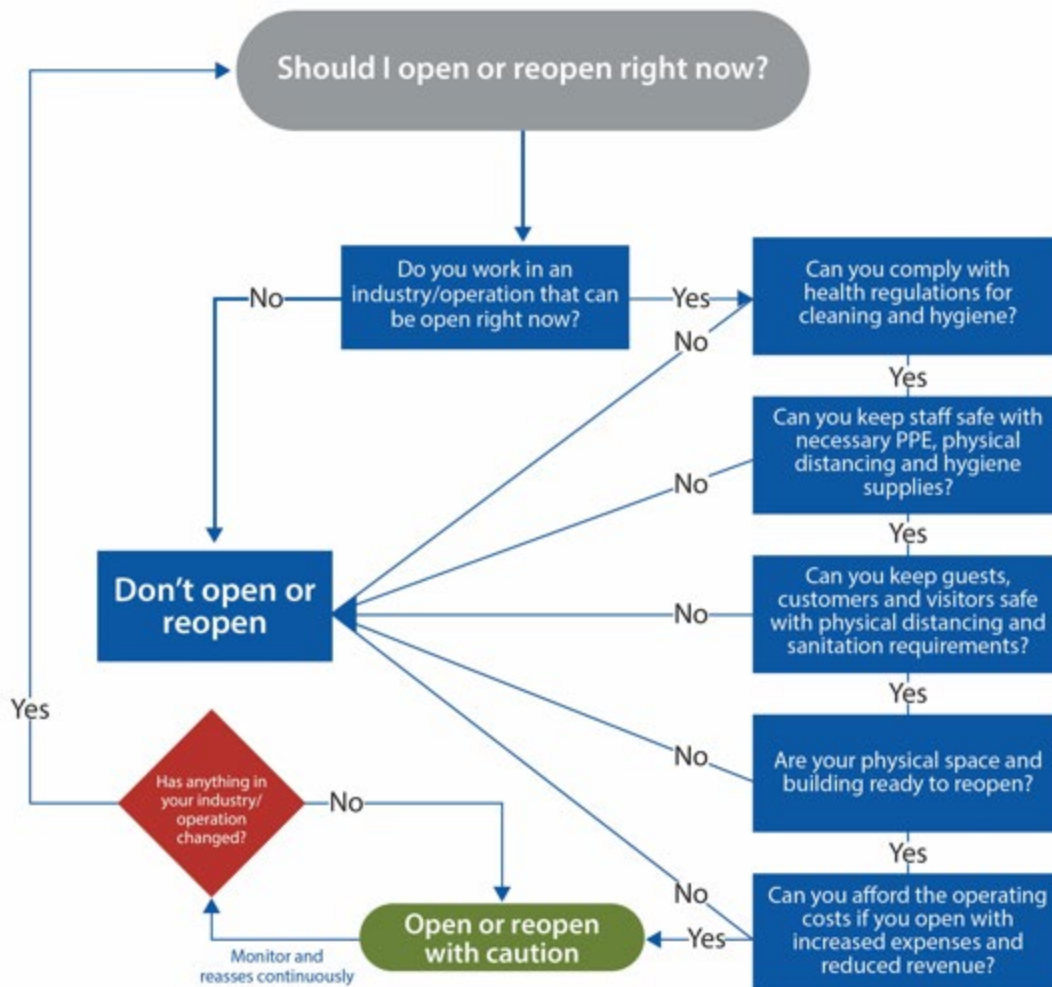 Should I open or reopen right now?
Do you work in an
industry/operation that can
be open right now?
No
Yes
Can you comply with
health regulations for
cleaning and hygiene?
No
Yes
Can you keep staff safe with
necessary PPE, physical
distancing and hygiene
supplies?
No
Yes
Don't open or
reopen
Can you keep guests,
customers and visitors safe
with physical distancing and
sanitation requirements?
No
Yes
Yes
Are your physical space and
building ready to reopen?
No
Has anything in
your industry/
operation
changed?
No
Yes
Can you afford the operating
costs if you open with
increased expenses and
reduced revenue?
No
Yes
Open or reopen
with caution
Monitor and
reasses continuously